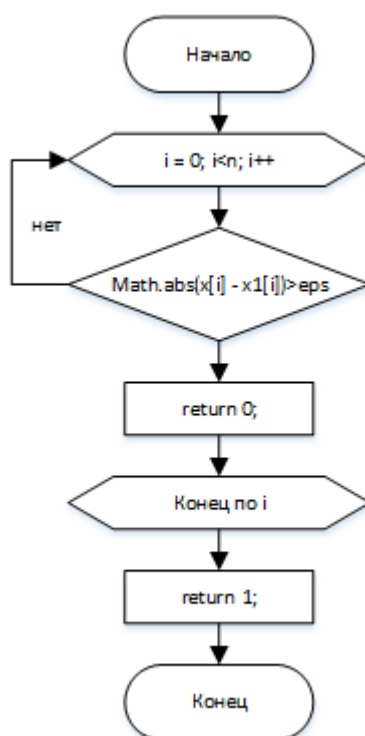 Начало
i = 0; i<n; i++
нет
Math.abs(x[i] - x1[i])>eps
return 0;
Конец по i
return 1;
Конец